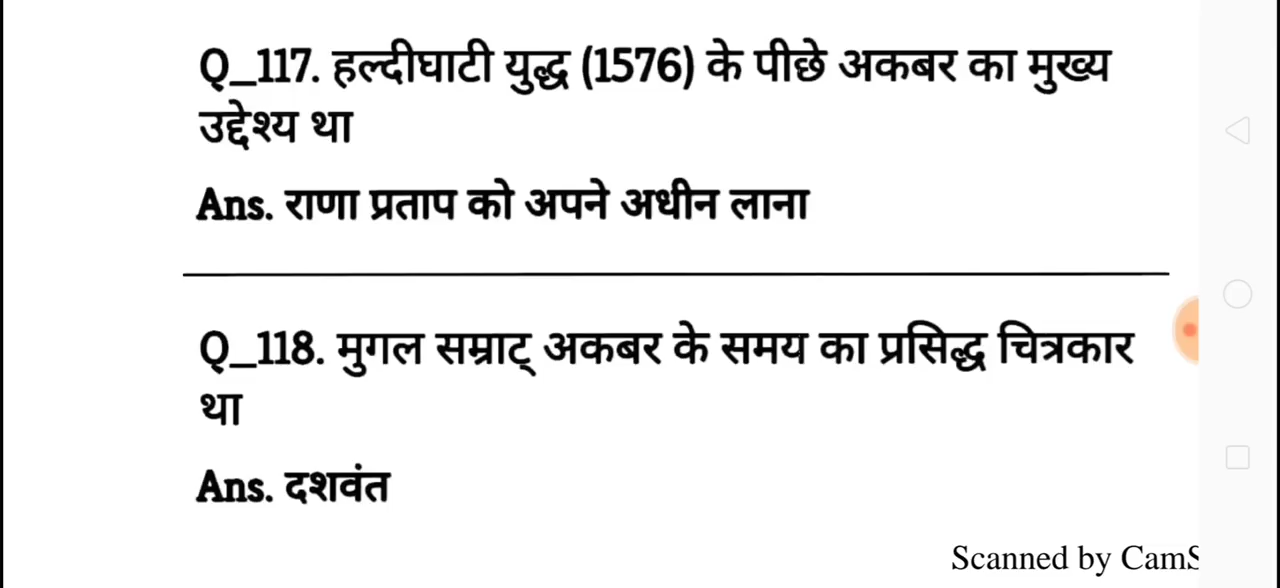 Q_117. हल्दीघाटी युद्ध (1576) के पीछे अकबर का मुख्य
उद्देश्य था
Ans. राणा प्रताप को अपने अधीन लाना
Q_118. मुगल सम्राट् अकबर के समय का प्रसिद्ध चित्रकार
था
Ans. दशवंत
Scanned by CamS